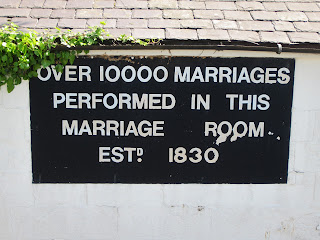 OVER 10000 MARRIAGES
PERFORMED IN THIS
MARRIAGE ROOM
ESTᴰ. 1830